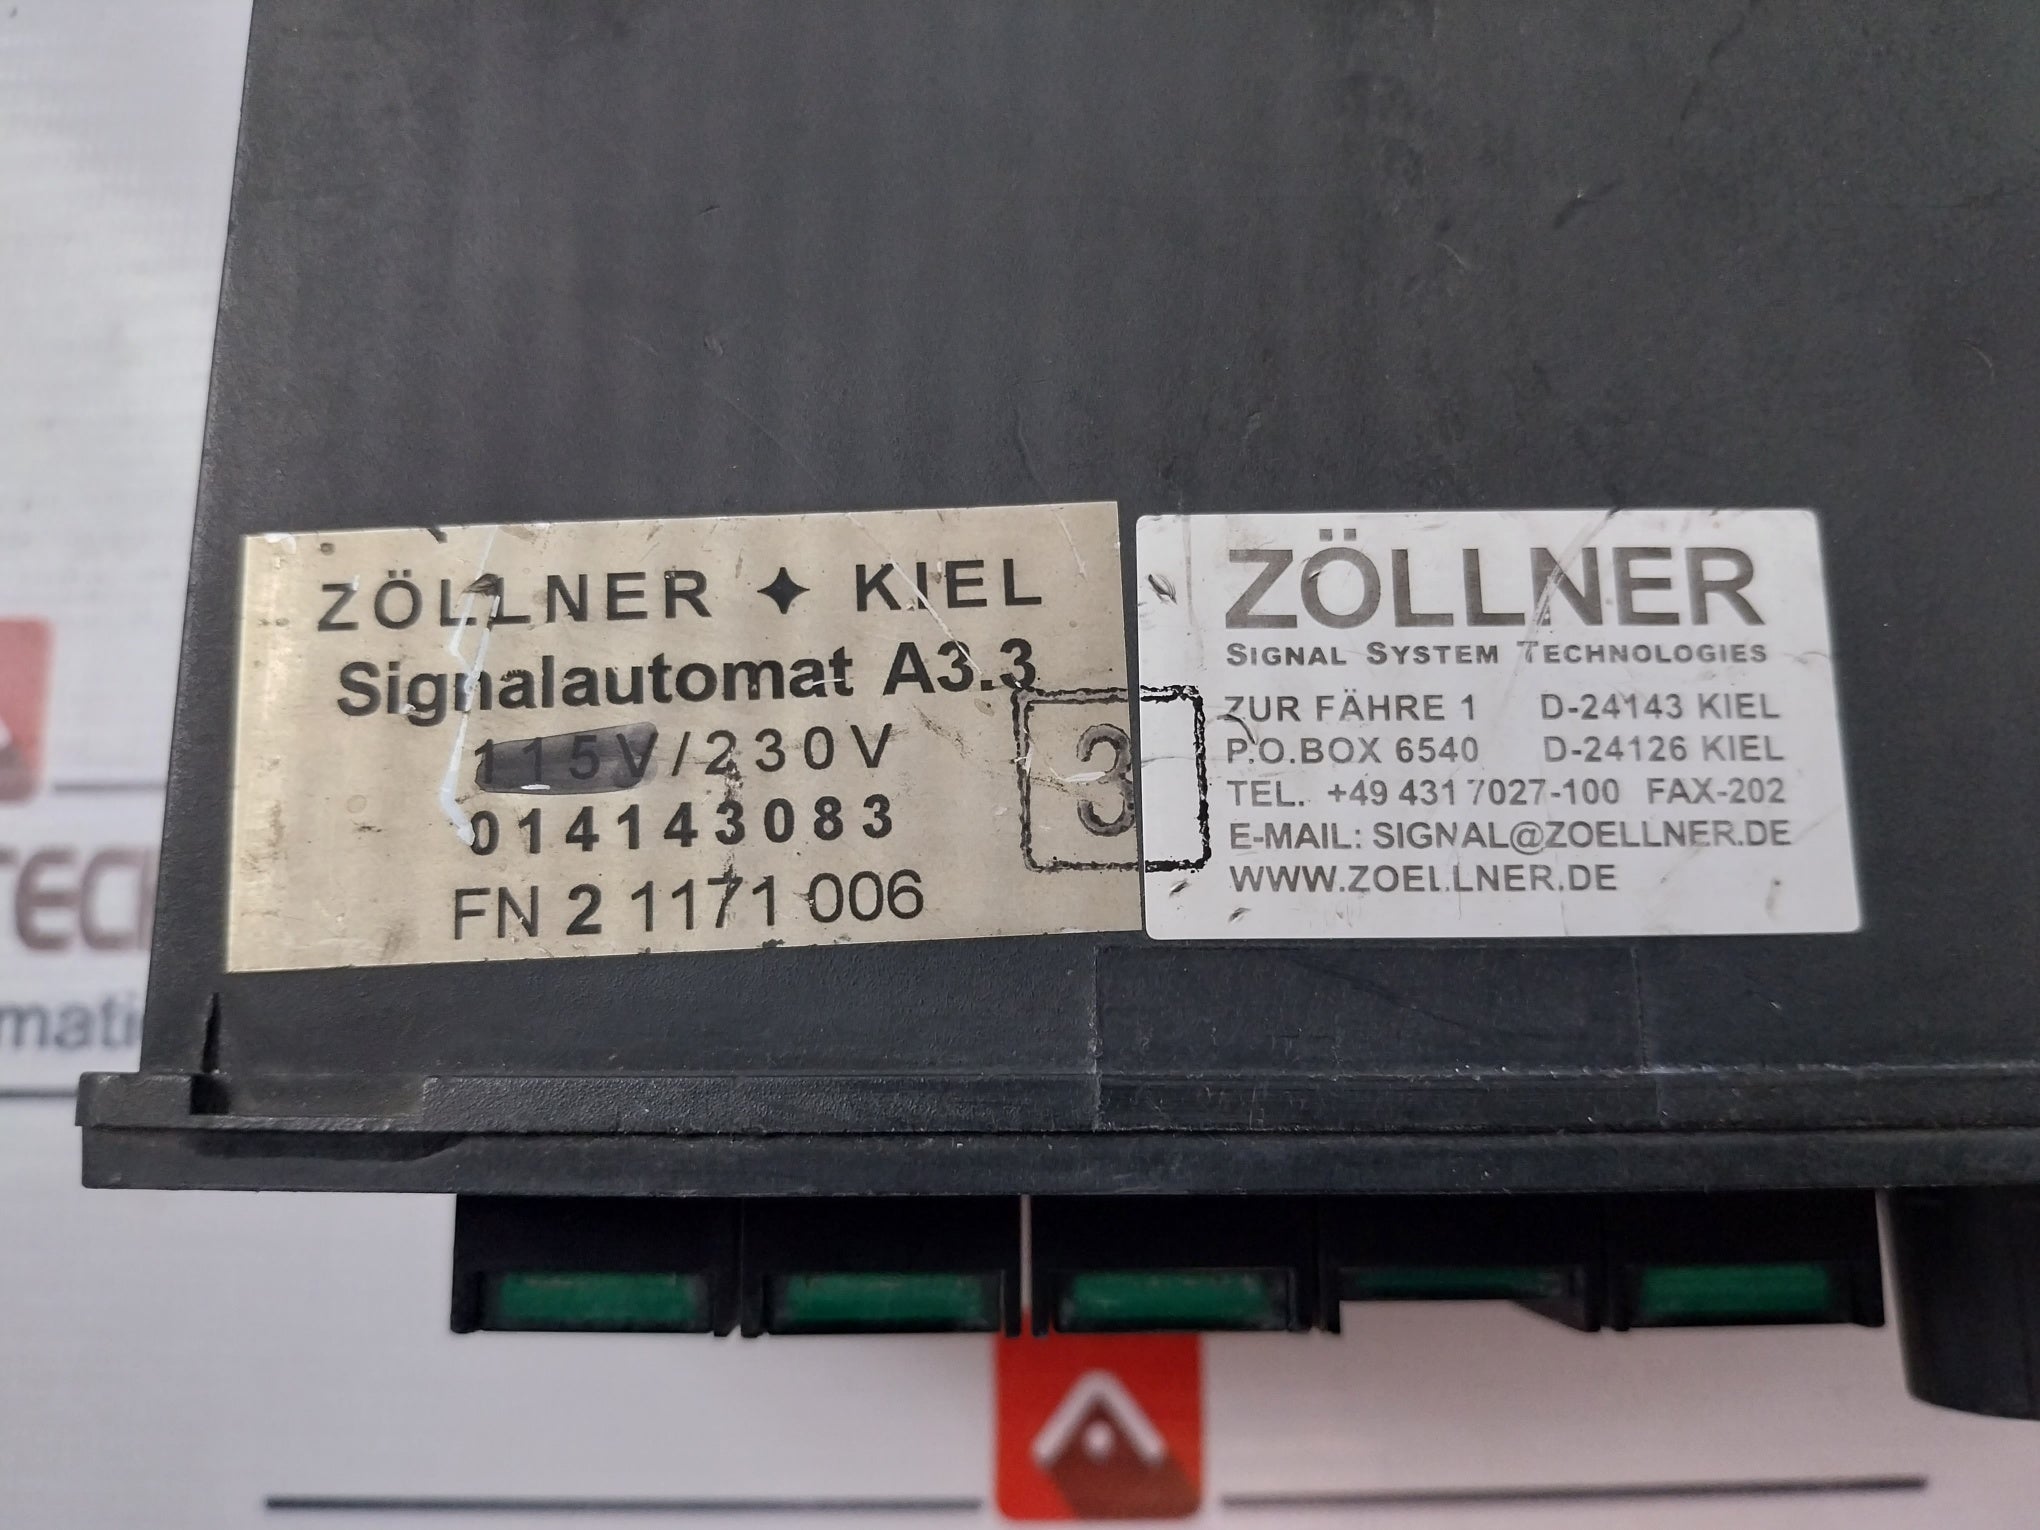 ZÖLLNER ✦ KIEL
Signalautomat A3.3
115V/230V
014143083
FN 2 1171 006
3
ZÖLLNER
SIGNAL SYSTEM TECHNOLOGIES
ZUR FÄHRE 1 D-24143 KIEL
P.O.BOX 6540 D-24126 KIEL
TEL. +49 431 7027-100 FAX-202
E-MAIL: SIGNAL@ZOELLNER.DE
WWW.ZOELLNER.DE